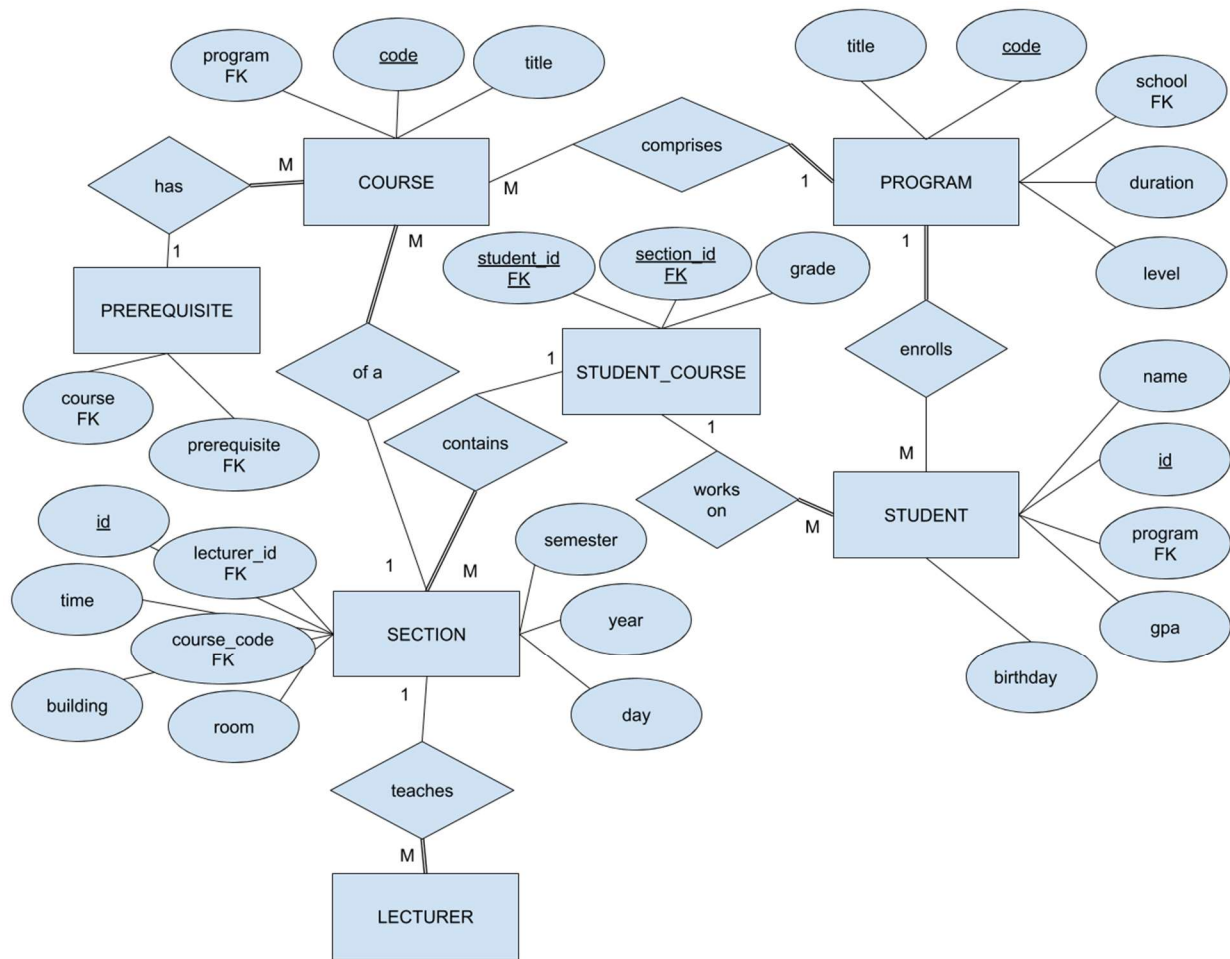 program
FK
code
title
title
code
school
FK
has
M
COURSE
M
comprises
1
PROGRAM
duration
1
M
1
student_id
FK
section_id
FK
grade
level
PREREQUISITE
of a
1
STUDENT_COURSE
enrolls
name
course
FK
prerequisite
FK
contains
1
M
id
works
on
M
STUDENT
id
lecturer_id
FK
1
M
semester
program
FK
time
course_code
FK
SECTION
year
gpa
building
room
1
day
birthday
teaches
M
LECTURER